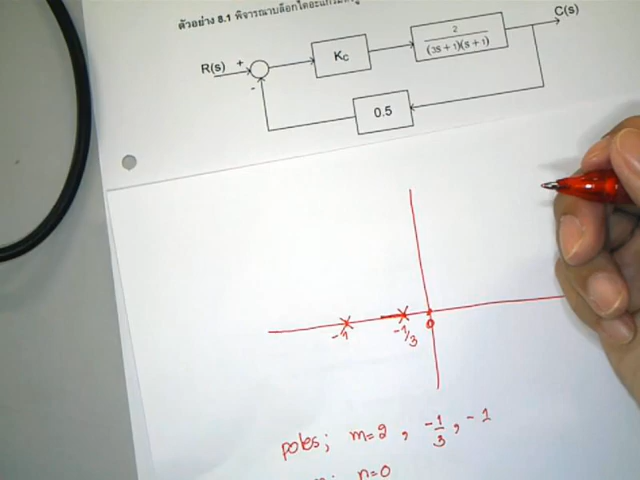 ตัวอย่าง 8.1 พิจารณาบล็อกไดอะแกรม
C(s)
R(s) + -
Kc
2
(3s+1)(s+1)
0.5
-1 -1/3 0
poles; m=2 , -1/3 , -1
n=0